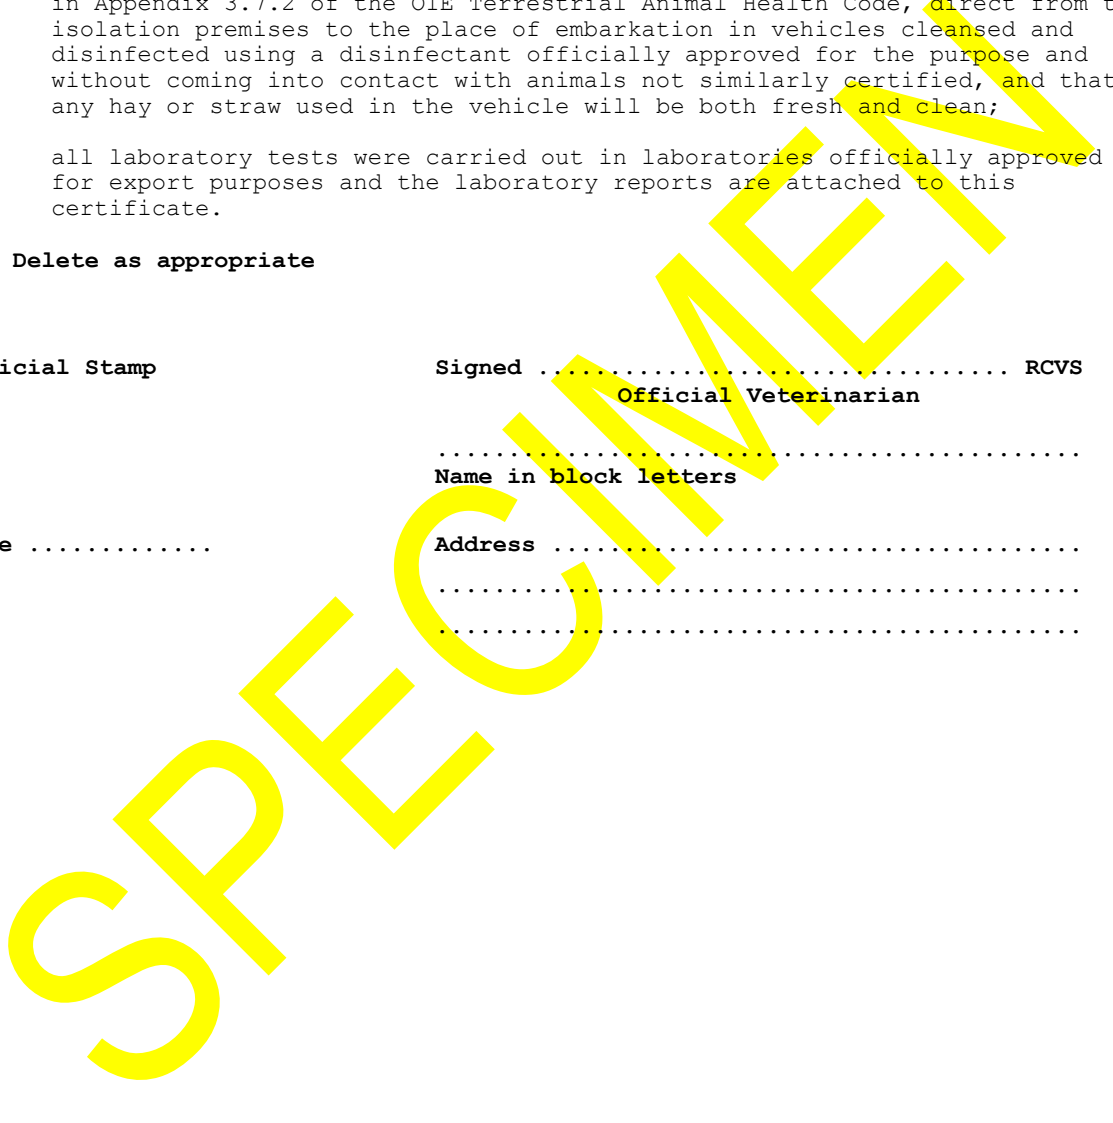 in Appendix 3.7.2 of the OIE Terrestrial Animal Health Code, direct from t
isolation premises to the place of embarkation in vehicles cleansed and
disinfected using a disinfectant officially approved for the purpose and
without coming into contact with animals not similarly certified, and that
any hay or straw used in the vehicle will be both fresh and clean;
all laboratory tests were carried out in laboratories officially approved
for export purposes and the laboratory reports are attached to this
certificate.
Delete as appropriate
icial Stamp Signed ................................. RCVS
Official Veterinarian
.............................................
Name in block letters
e ............. Address .....................................
.............................................
.............................................
SPECIMEN